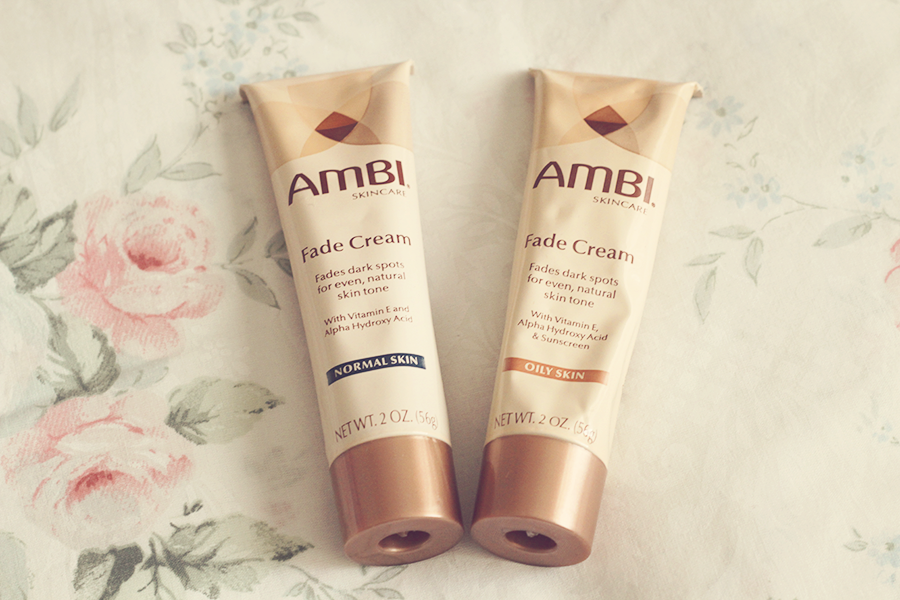 AMBI.
SKINCARE
Fade Cream
Fades dark spots
for even, natural
skin tone
With Vitamin E and
Alpha Hydroxy Acid
NORMAL SKIN
NET WT. 2 OZ. (56g)
AMBI.
SKINCARE
Fade Cream
Fades dark spots
for even, natural
skin tone
With Vitamin E,
Alpha Hydroxy Acid
& Sunscreen
OILY SKIN
NET WT. 2 OZ. (56g)